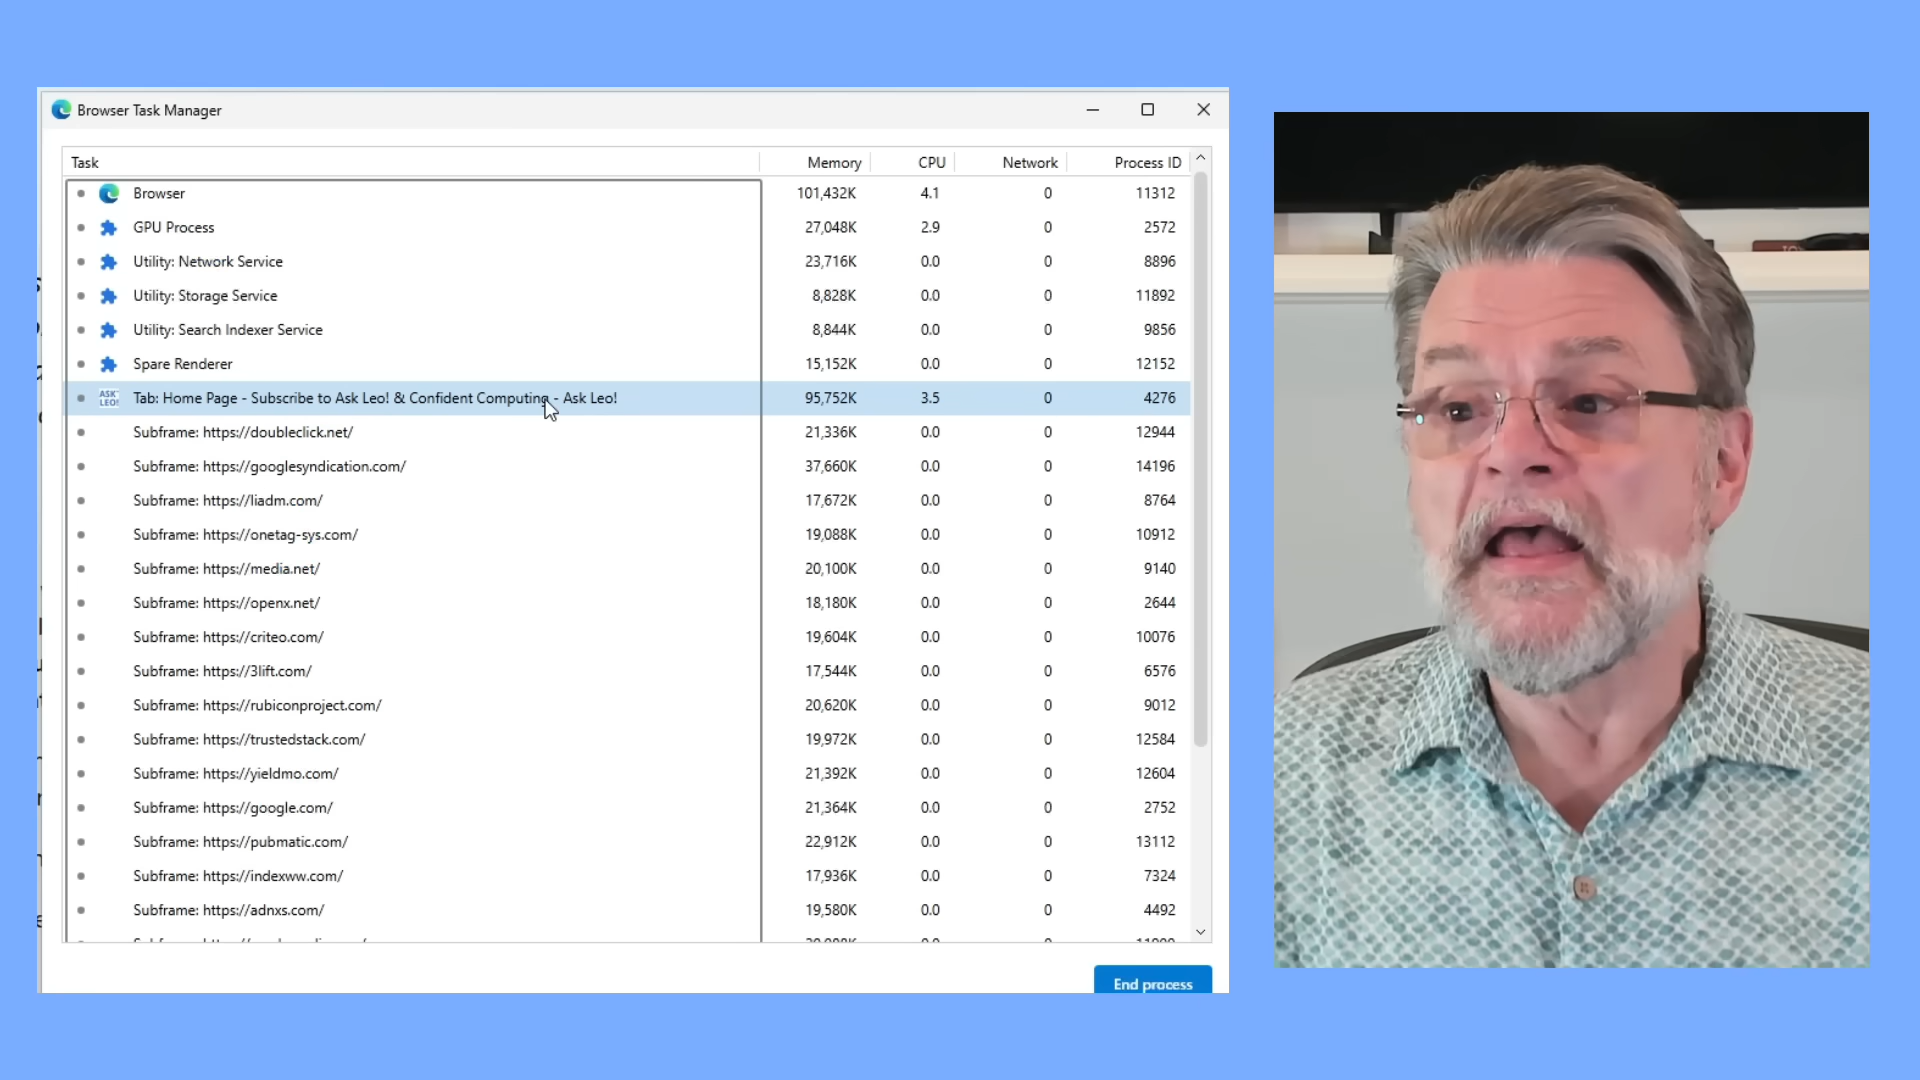 Browser Task Manager
Task Memory CPU Network Process ID
Browser 101,432K 4.1 0 11312
GPU Process 27,048K 2.9 0 2572
Utility: Network Service 23,716K 0.0 0 8896
Utility: Storage Service 8,828K 0.0 0 11892
Utility: Search Indexer Service 8,844K 0.0 0 9856
Spare Renderer 15,152K 0.0 0 12152
ASK LEO! Tab: Home Page - Subscribe to Ask Leo! & Confident Computing - Ask Leo! 95,752K 3.5 0 4276
Subframe: https://doubleclick.net/ 21,336K 0.0 0 12944
Subframe: https://googlesyndication.com/ 37,660K 0.0 0 14196
Subframe: https://liadm.com/ 17,672K 0.0 0 8764
Subframe: https://onetag-sys.com/ 19,088K 0.0 0 10912
Subframe: https://media.net/ 20,100K 0.0 0 9140
Subframe: https://openx.net/ 18,180K 0.0 0 2644
Subframe: https://criteo.com/ 19,604K 0.0 0 10076
Subframe: https://3lift.com/ 17,544K 0.0 0 6576
Subframe: https://rubiconproject.com/ 20,620K 0.0 0 9012
Subframe: https://trustedstack.com/ 19,972K 0.0 0 12584
Subframe: https://yieldmo.com/ 21,392K 0.0 0 12604
Subframe: https://google.com/ 21,364K 0.0 0 2752
Subframe: https://pubmatic.com/ 22,912K 0.0 0 13112
Subframe: https://indexww.com/ 17,936K 0.0 0 7324
Subframe: https://adnxs.com/ 19,580K 0.0 0 4492
End process